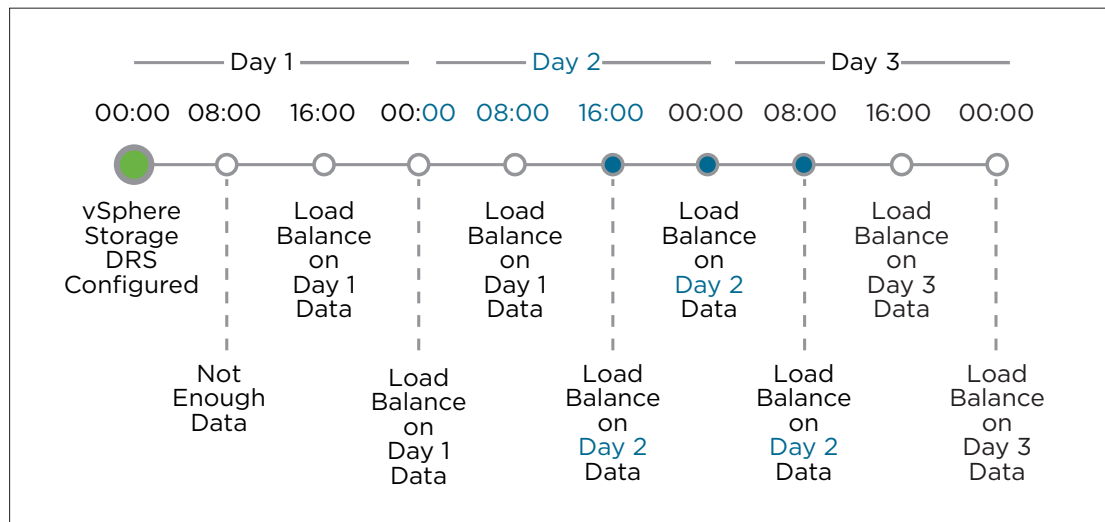 Day 1 Day 2 Day 3
00:00 08:00 16:00 00:00 08:00 16:00 00:00 08:00 16:00 00:00
vSphere
Storage
DRS
Configured
Not
Enough
Data
Load
Balance
on
Day 1
Data
Load
Balance
on
Day 1
Data
Load
Balance
on
Day 1
Data
Load
Balance
on
Day 2
Data
Load
Balance
on
Day 2
Data
Load
Balance
on
Day 2
Data
Load
Balance
on
Day 3
Data
Load
Balance
on
Day 3
Data